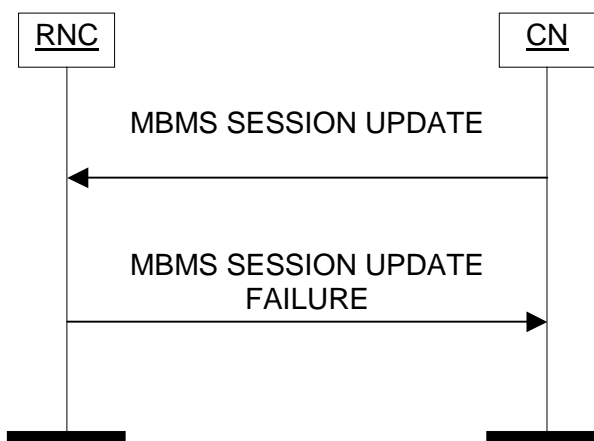 RNC
CN
MBMS SESSION UPDATE
MBMS SESSION UPDATE
FAILURE